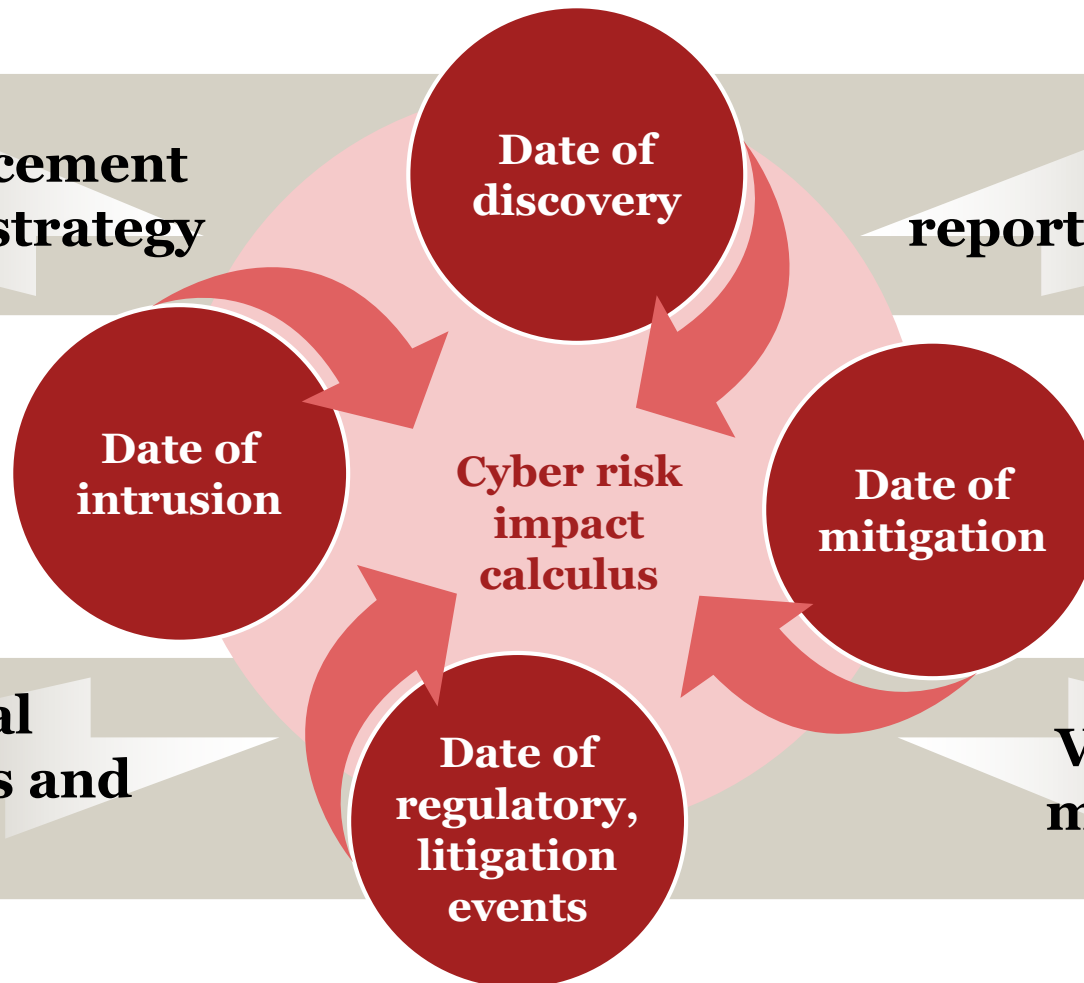 cement
strategy
Date of
discovery
report
Date of
intrusion
Cyber risk
impact
calculus
Date of
mitigation
al
s and
Date of
regulatory,
litigation
events
V
m